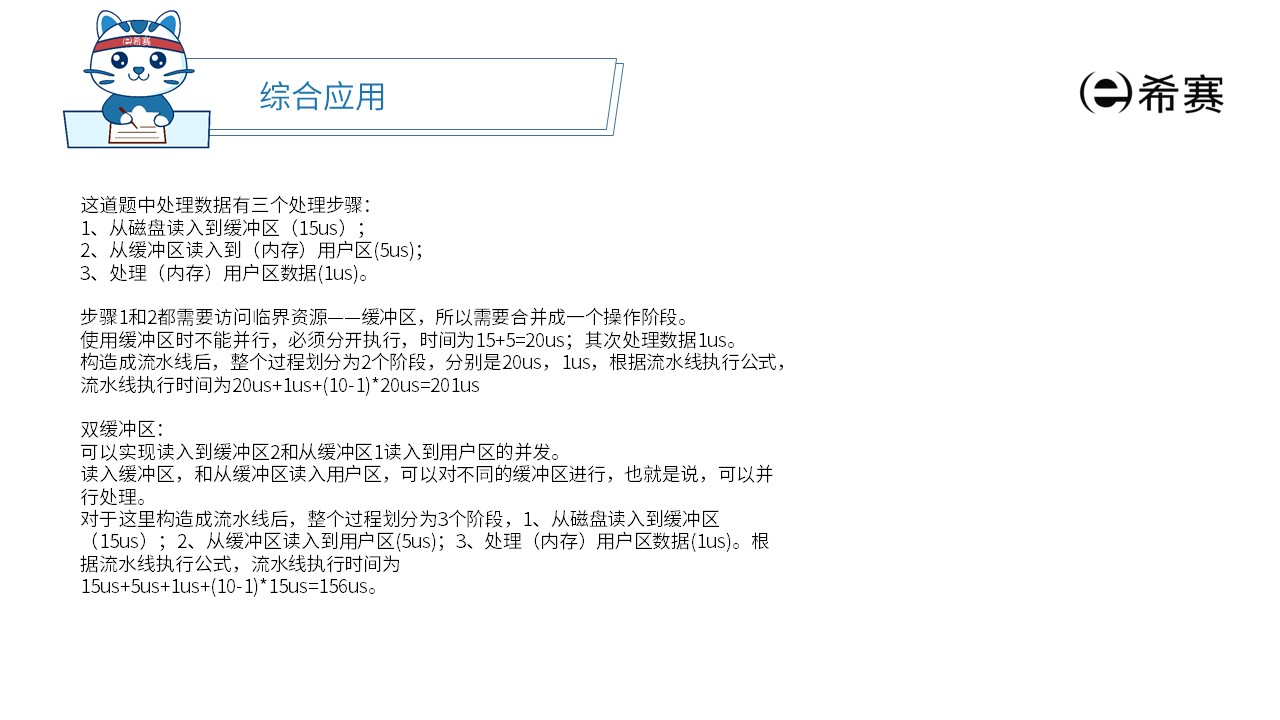 希赛
综合应用
希赛
这道题中处理数据有三个处理步骤：
1、从磁盘读入到缓冲区（15us）；
2、从缓冲区读入到（内存）用户区(5us)；
3、处理（内存）用户区数据(1us)。
步骤1和2都需要访问临界资源——缓冲区，所以需要合并成一个操作阶段。
使用缓冲区时不能并行，必须分开执行，时间为15+5=20us；其次处理数据1us。
构造成流水线后，整个过程划分为2个阶段，分别是20us，1us，根据流水线执行公式，
流水线执行时间为20us+1us+(10-1)*20us=201us
双缓冲区：
可以实现读入到缓冲区2和从缓冲区1读入到用户区的并发。
读入缓冲区，和从缓冲区读入用户区，可以对不同的缓冲区进行，也就是说，可以并
行处理。
对于这里构造成流水线后，整个过程划分为3个阶段，1、从磁盘读入到缓冲区
（15us）；2、从缓冲区读入到用户区(5us)；3、处理（内存）用户区数据(1us)。根
据流水线执行公式，流水线执行时间为
15us+5us+1us+(10-1)*15us=156us。